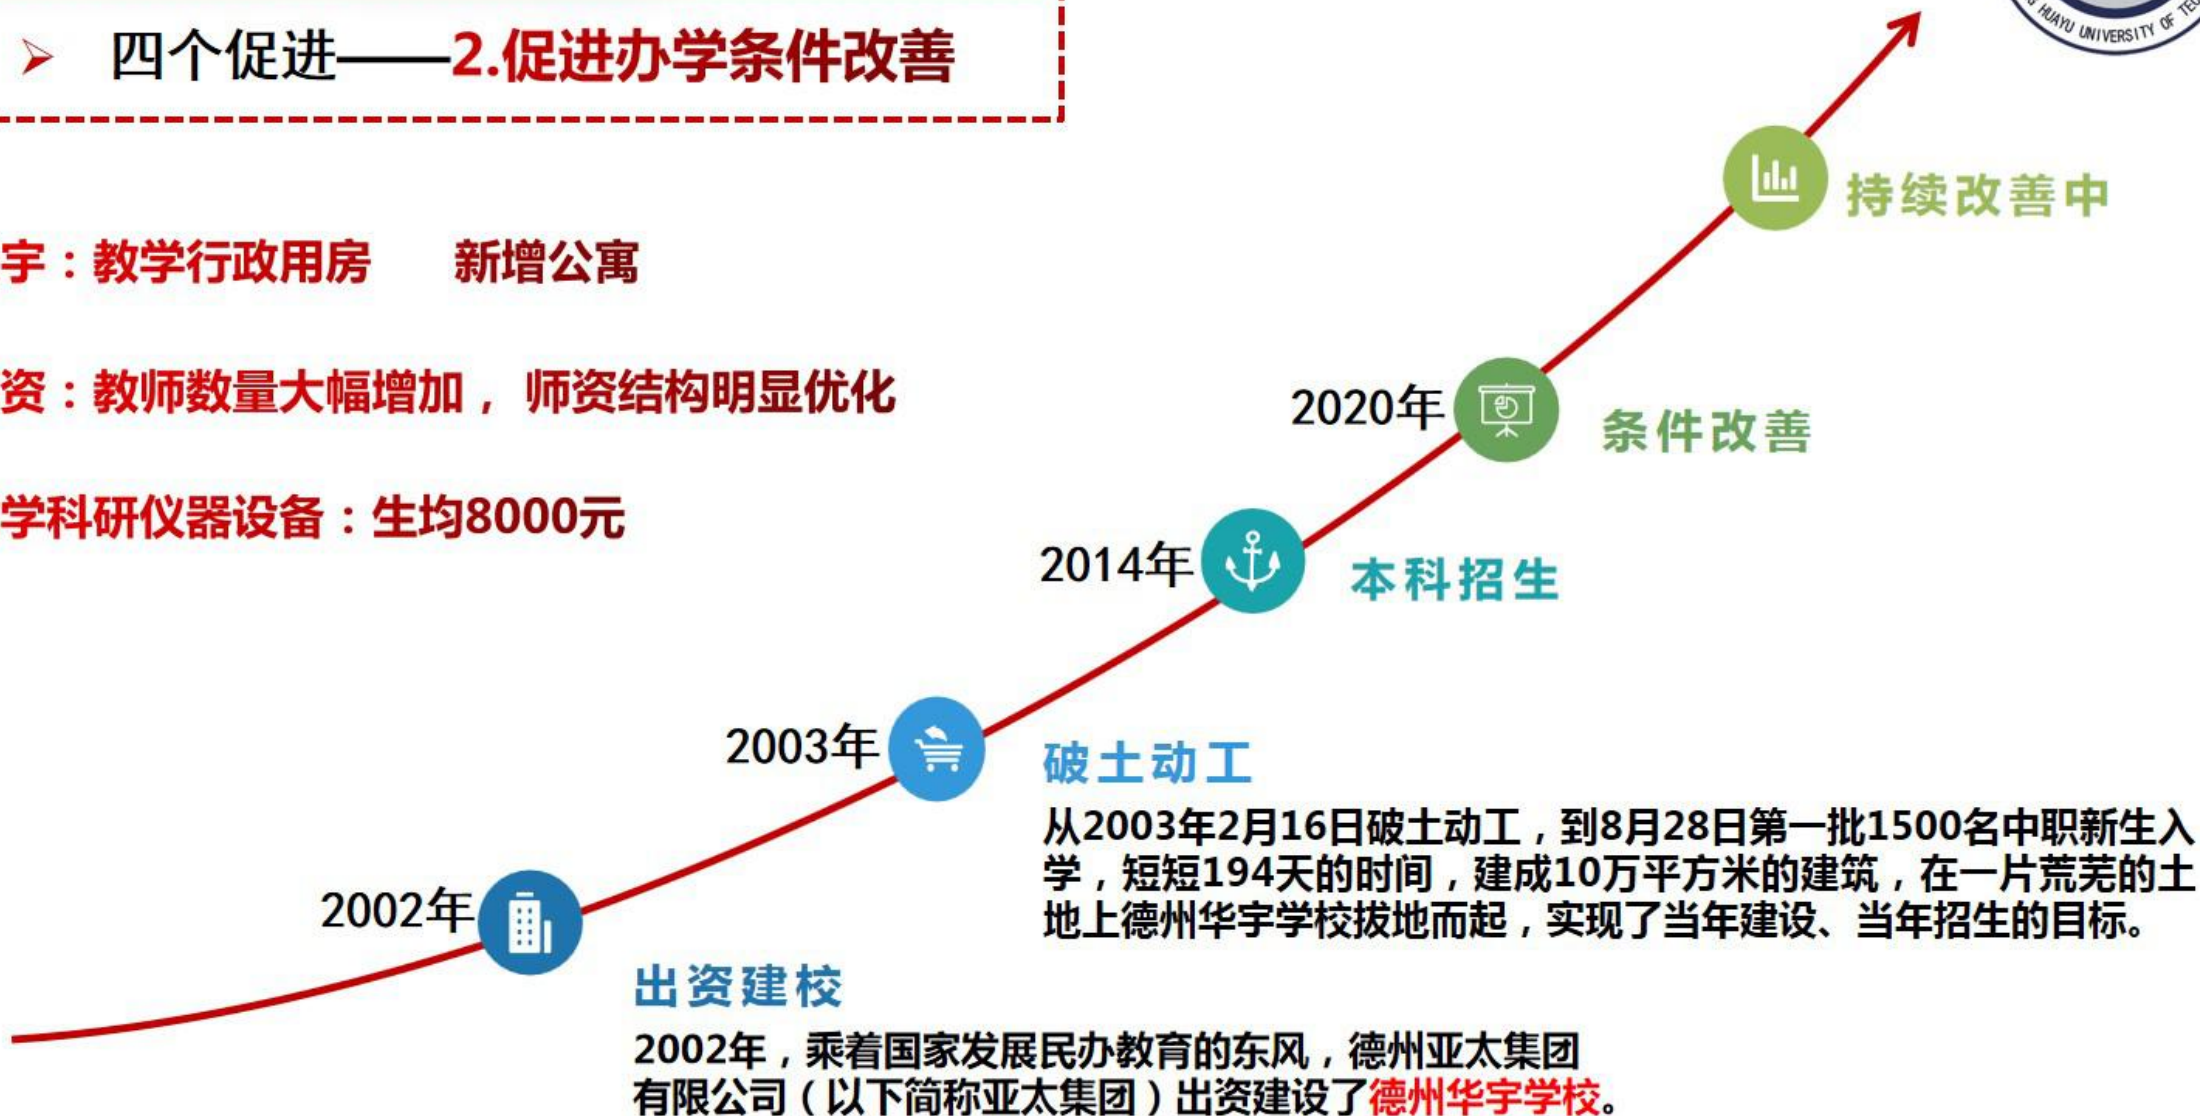 四个促进——2.促进办学条件改善
HUAYU UNIVERSITY OF
持续改善中
宇：教学行政用房 新增公寓
资：教师数量大幅增加， 师资结构明显优化
2020年
条件改善
学科研仪器设备：生均8000元
2014年
本科招生
2003年
破土动工
从2003年2月16日破土动工，到8月28日第一批1500名中职新生入
学，短短194天的时间，建成10万平方米的建筑，在一片荒芜的土
地上德州华宇学校拔地而起，实现了当年建设、当年招生的目标。
2002年
出资建校
2002年，乘着国家发展民办教育的东风，德州亚太集团
有限公司（以下简称亚太集团）出资建设了德州华宇学校。